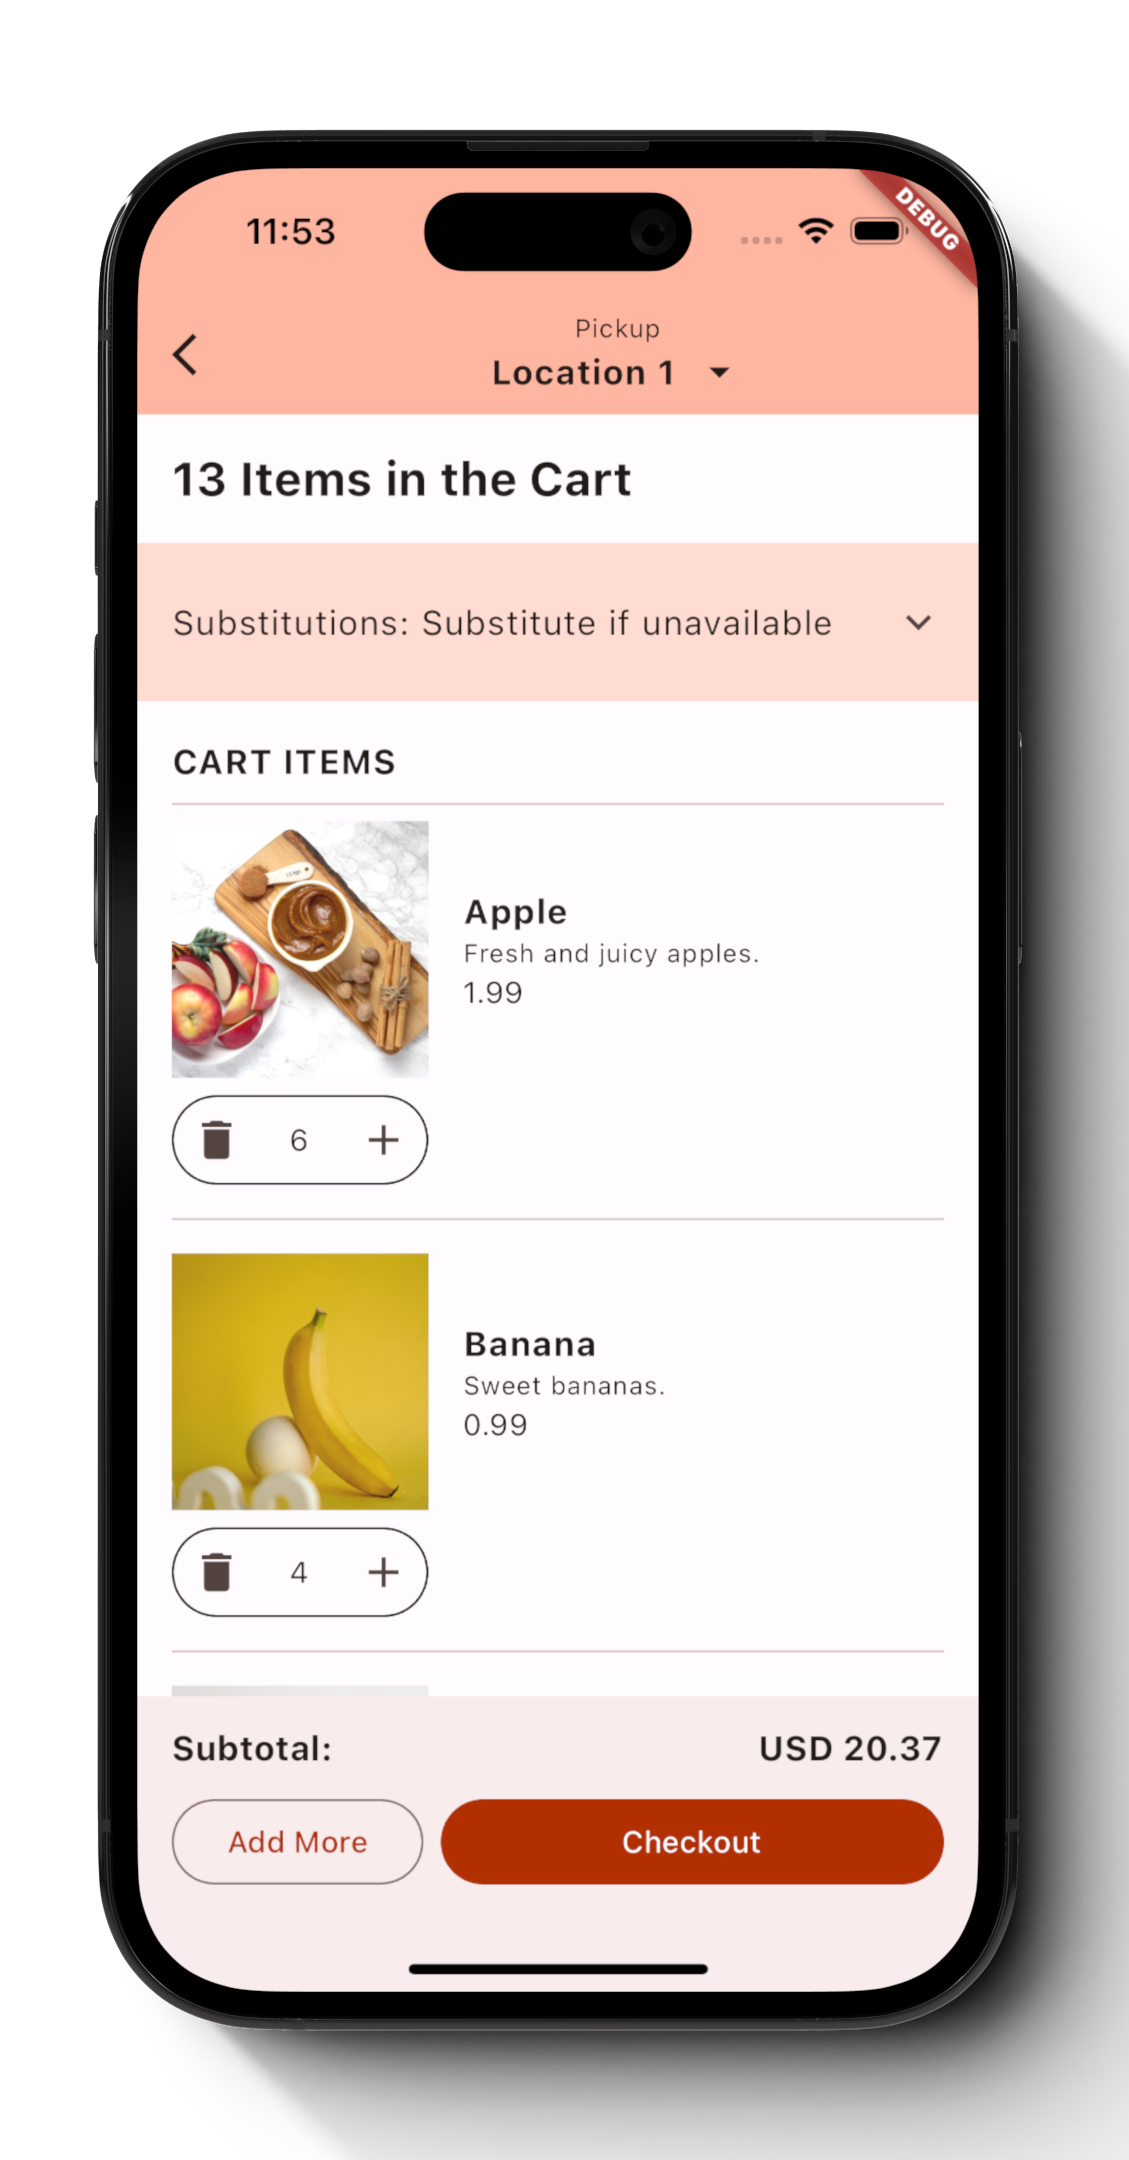 11:53
DEBUG
Pickup
Location 1
13 Items in the Cart
Substitutions: Substitute if unavailable
CART ITEMS
Apple
Fresh and juicy apples.
1.99
6
Banana
Sweet bananas.
0.99
4
Subtotal:
USD 20.37
Add More
Checkout